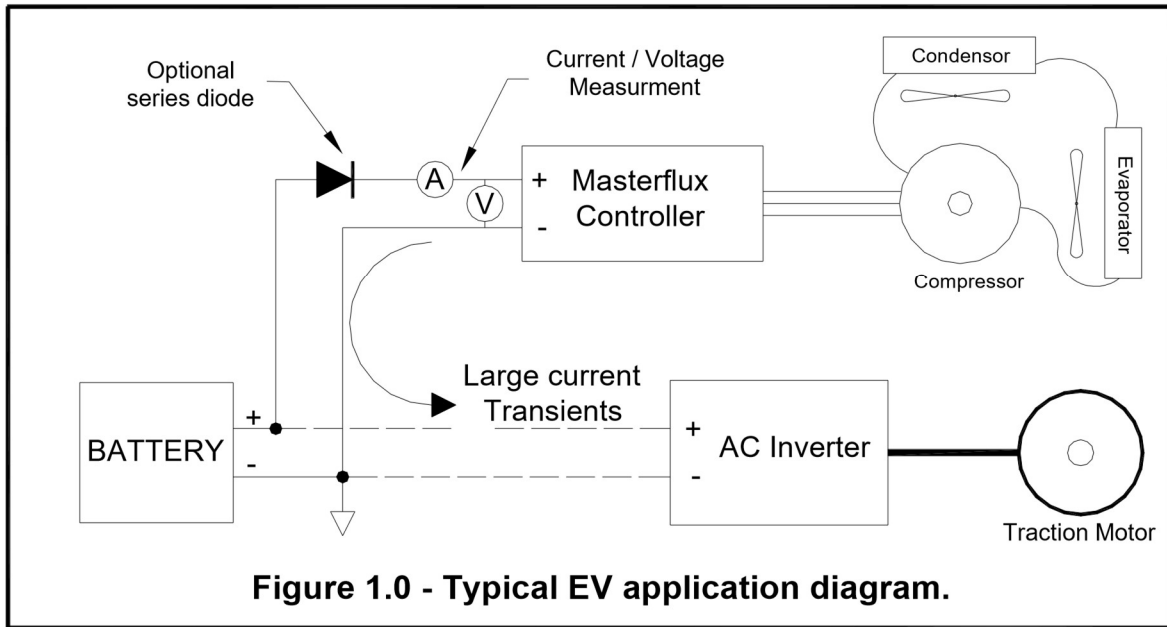 Optional
series diode
Current / Voltage
Measurment
Condensor
Evaporator
A
V
+
-
Masterflux
Controller
Compressor
Large current
Transients
BATTERY
+
-
+
-
AC Inverter
Traction Motor
Figure 1.0 - Typical EV application diagram.